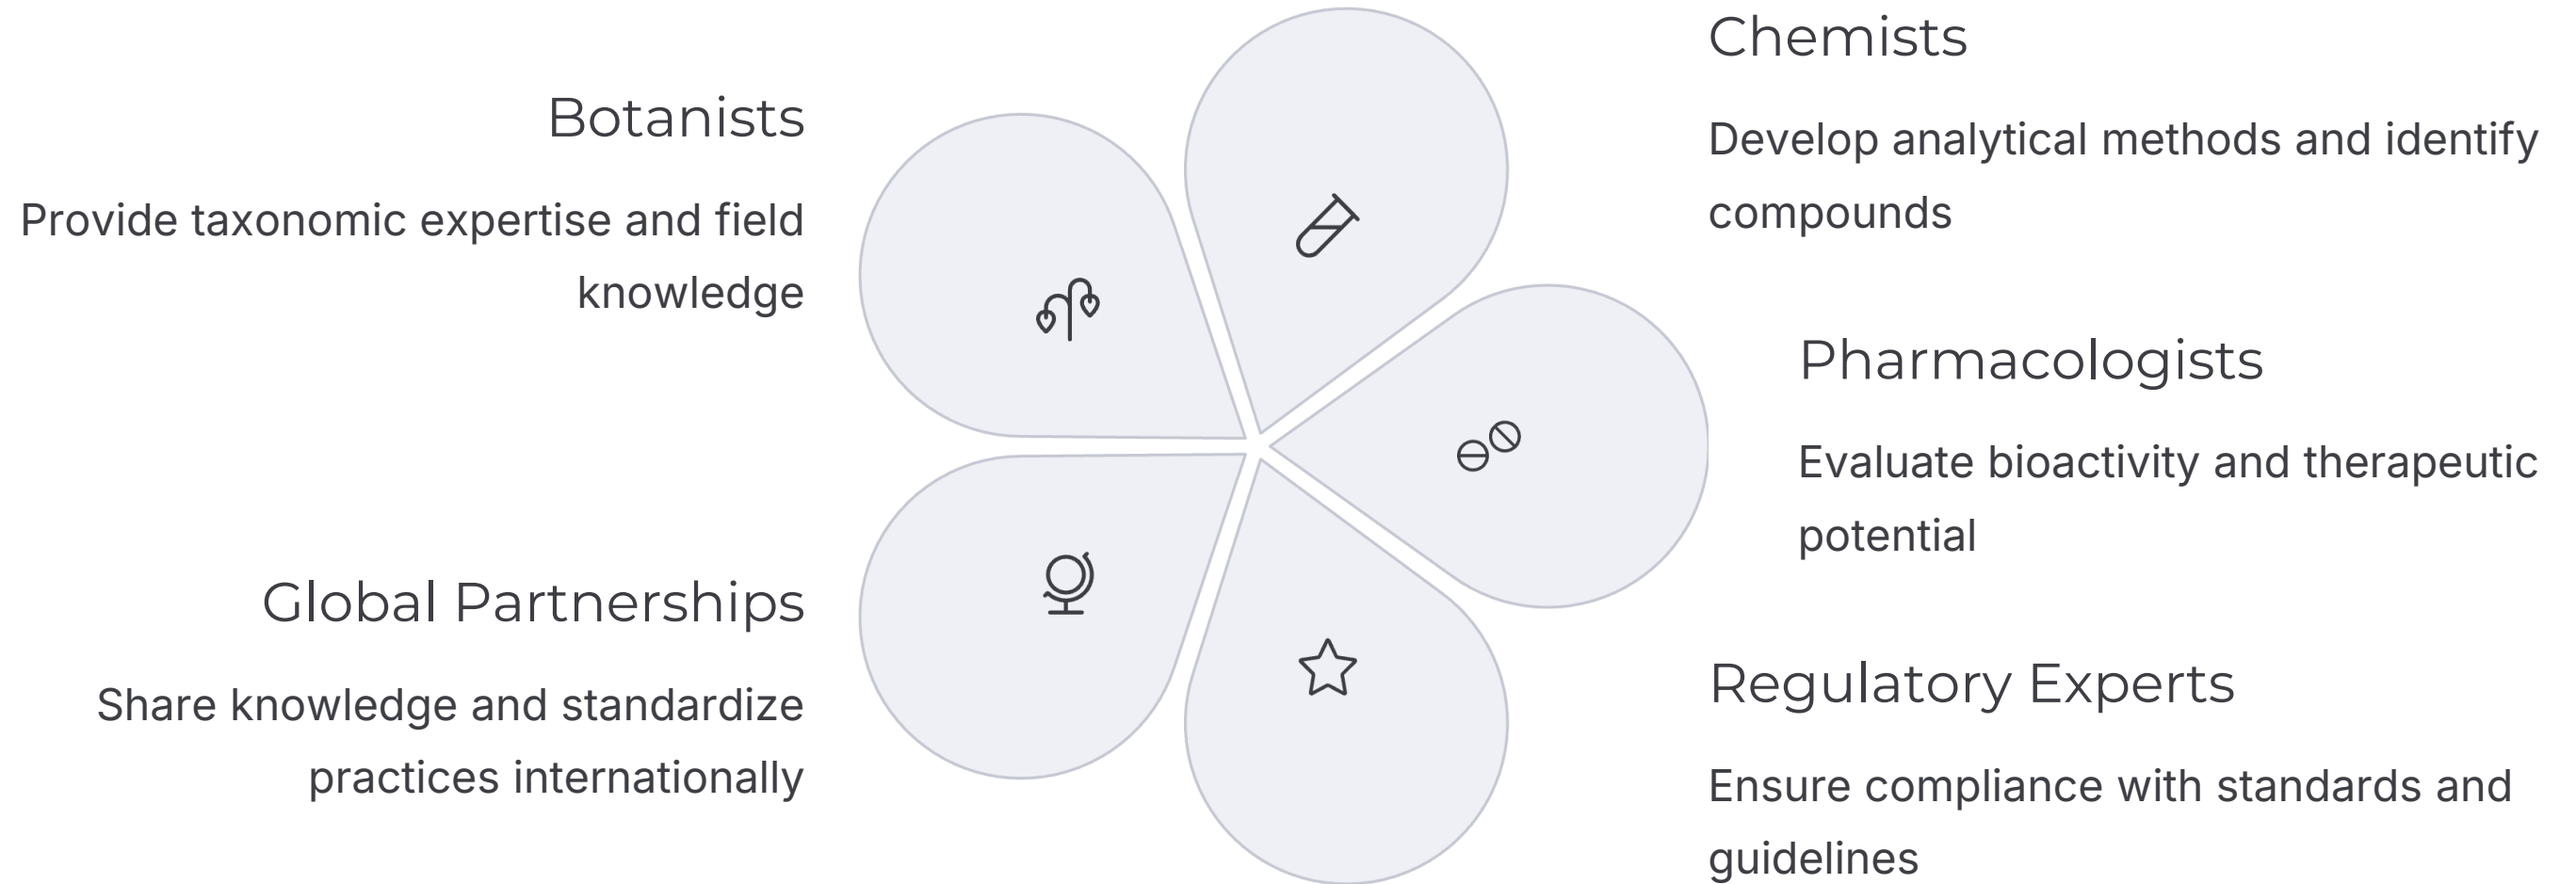 Botanists
Provide taxonomic expertise and field
knowledge
Chemists
Develop analytical methods and identify
compounds
Pharmacologists
Evaluate bioactivity and therapeutic
potential
Regulatory Experts
Ensure compliance with standards and
guidelines
Global Partnerships
Share knowledge and standardize
practices internationally